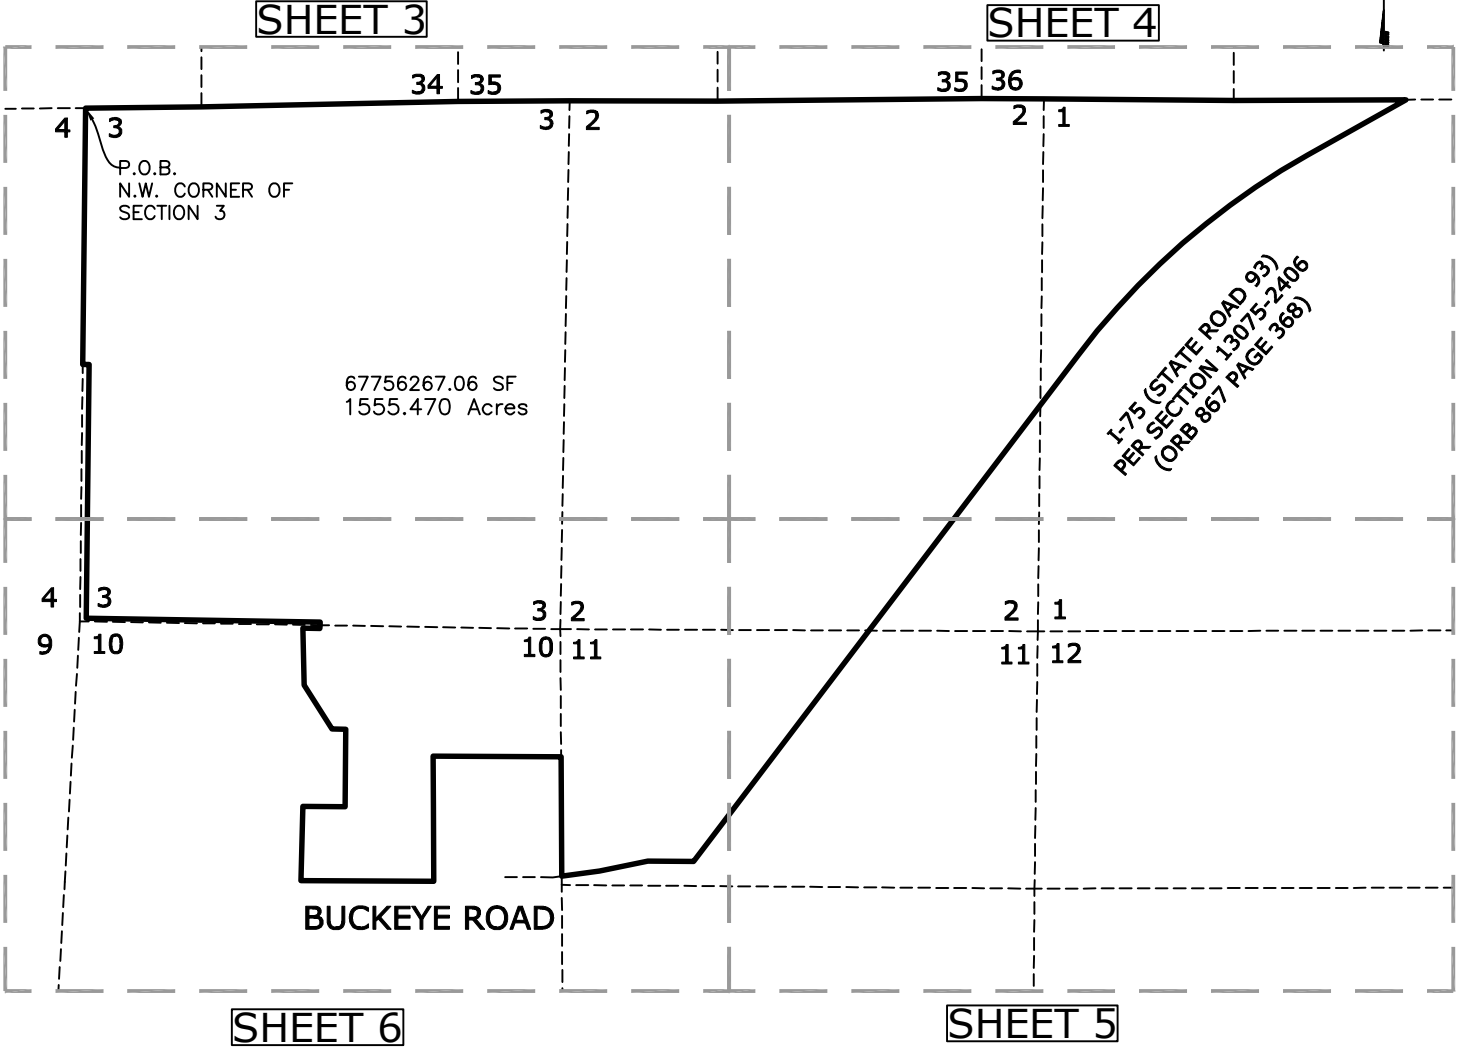 SHEET 3
SHEET 4
34 35
35 36
4 3
3 2
2 1
P.O.B.
N.W. CORNER OF
SECTION 3
I-75 (STATE ROAD 93)
PER SECTION 13075-2406
(ORB 867 PAGE 368)
67756267.06 SF
1555.470 Acres
4 3
3 2
2 1
9 10
10 11
11 12
BUCKEYE ROAD
SHEET 6
SHEET 5